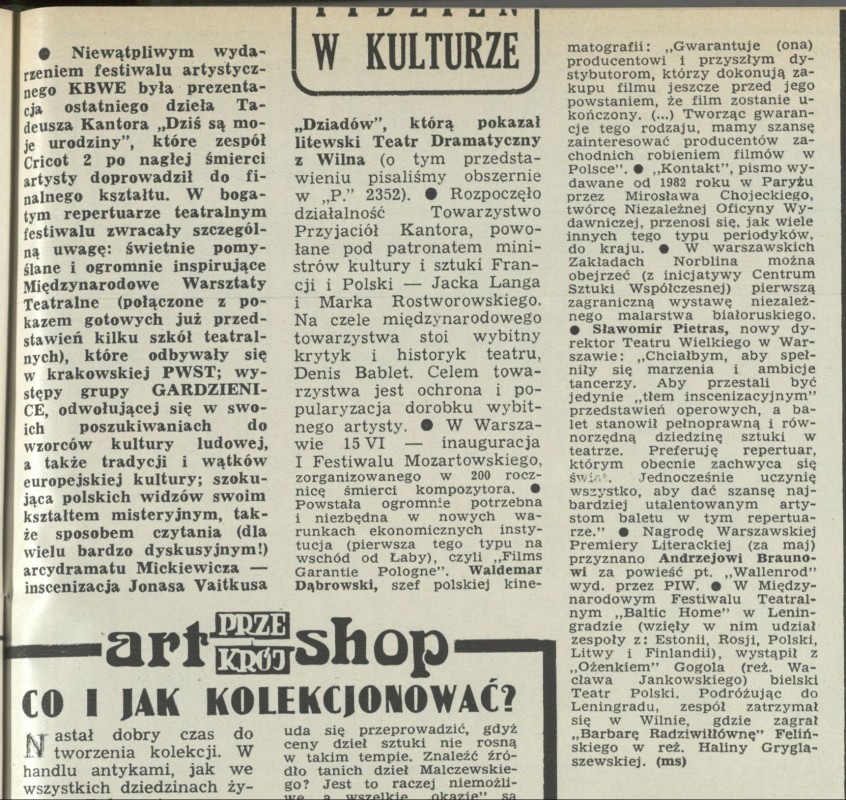 W KULTURZE
● Niewątpliwym wyda-
rzeniem festiwalu artystycz-
nego KBWE była prezenta-
cja ostatniego dzieła Ta-
deusza Kantora „Dziś są mo-
je urodziny”, które zespół
Cricot 2 po nagłej śmierci
artysty doprowadził do fi-
nalnego kształtu. W boga-
tym repertuarze teatralnym
festiwalu zwracały szczegól-
ną uwagę: świetnie pomy-
ślane i ogromnie inspirujące
Międzynarodowe Warsztaty
Teatralne (połączone z po-
kazem gotowych już przed-
stawień kilku szkół teatral-
nych), które odbywały się
w krakowskiej PWST; wy-
stępy grupy GARDZIENI-
CE, odwołującej się w swo-
ich poszukiwaniach do
wzorców kultury ludowej,
a także tradycji i wątków
europejskiej kultury; szoku-
jąca polskich widzów swoim
kształtem misteryjnym, tak-
że sposobem czytania (dla
wielu bardzo dyskusyjnym!)
arcydramatu Mickiewicza —
inscenizacja Jonasa Vaitkusa
„Dziadów”, którą pokazał
litewski Teatr Dramatyczny
z Wilna (o tym przedsta-
wieniu pisaliśmy obszernie
w „P.” 2352). ● Rozpoczęło
działalność Towarzystwo
Przyjaciół Kantora, powo-
łane pod patronatem mini-
strów kultury i sztuki Fran-
cji i Polski — Jacka Langa
i Marka Rostworowskiego.
Na czele międzynarodowego
towarzystwa stoi wybitny
krytyk i historyk teatru,
Denis Bablet. Celem towa-
rzystwa jest ochrona i po-
pularyzacja dorobku wybit-
nego artysty. ● W Warsza-
wie 15 VI — inauguracja
I Festiwalu Mozartowskiego,
zorganizowanego w 200 rocz-
nicę śmierci kompozytora. ●
Powstała ogromnie potrzebna
i niezbędna w nowych wa-
runkach ekonomicznych insty-
tucja (pierwsza tego typu na
wschód od Łaby), czyli „Films
Garantie Pologne”. Waldemar
Dąbrowski, szef polskiej kine-
matografii: „Gwarantuje (ona)
producentowi i przyszłym dy-
stybutorom, którzy dokonują za-
kupu filmu jeszcze przed jego
powstaniem, że film zostanie u-
kończony. (...) Tworząc gwaran-
cje tego rodzaju, mamy szansę
zainteresować producentów za-
chodnich robieniem filmów w
Polsce”. ● „Kontakt”, pismo wy-
dawane od 1982 roku w Paryżu
przez Mirosława Chojeckiego,
twórcę Niezależnej Oficyny Wy-
dawniczej, przenosi się, jak wiele
innych tego typu periodyków,
do kraju. ● W warszawskich
Zakładach Norblina można
obejrzeć (z inicjatywy Centrum
Sztuki Współczesnej) pierwszą
zagraniczną wystawę niezależ-
nego malarstwa białoruskiego.
● Sławomir Pietras, nowy dy-
rektor Teatru Wielkiego w War-
szawie: „Chciałbym, aby speł-
niły się marzenia i ambicje
tancerzy. Aby przestali być
jedynie „tłem inscenizacyjnym”
przedstawień operowych, a ba-
let stanowił pełnoprawną i rów-
norzędną dziedzinę sztuki w
teatrze. Preferuję repertuar,
którym obecnie zachwyca się
świat. Jednocześnie uczynię
wszystko, aby dać szansę naj-
bardziej utalentowanym arty-
stom baletu w tym repertua-
rze.” ● Nagrodę Warszawskiej
Premiery Literackiej (za maj)
przyznano Andrzejowi Brauno-
wi za powieść pt. „Wallenrod”
wyd. przez PIW. ● W Między-
narodowym Festiwalu Teatral-
nym „Baltic Home” w Lenin-
gradzie (wzięły w nim udział
zespoły z: Estonii, Rosji, Polski,
Litwy i Finlandii), wystąpił z
„Ożenkiem” Gogola (reż. Wa-
cława Jankowskiego) bielski
Teatr Polski. Podróżując do
Leningradu, zespół zatrzymał
się w Wilnie, gdzie zagrał
„Barbarę Radziwiłłównę” Feliń-
skiego w reż. Haliny Grygla-
szewskiej. (ms)
art PRZE KRÓJ shop
CO I JAK KOLEKCJONOWAĆ?
Nastał dobry czas do
tworzenia kolekcji. W
handlu antykami, jak we
wszystkich dziedzinach ży-
uda się przeprowadzić, gdyż
ceny dzieł sztuki nie rosną
w takim tempie. Znaleźć źró-
dło tanich dzieł Malczewskie-
go? Jest to raczej niemożli-
we, a wszelkie „okazje” są